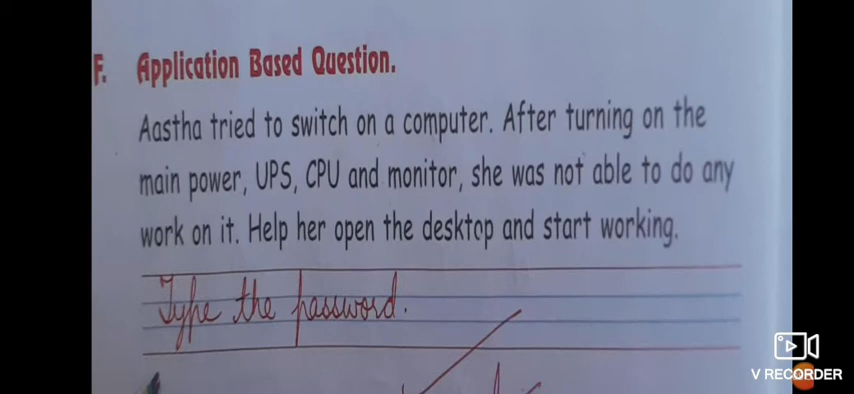 F. Application Based Question.
Aastha tried to switch on a computer. After turning on the
main power, UPS, CPU and monitor, she was not able to do any
work on it. Help her open the desktop and start working.
Type the password.
V RECORDER